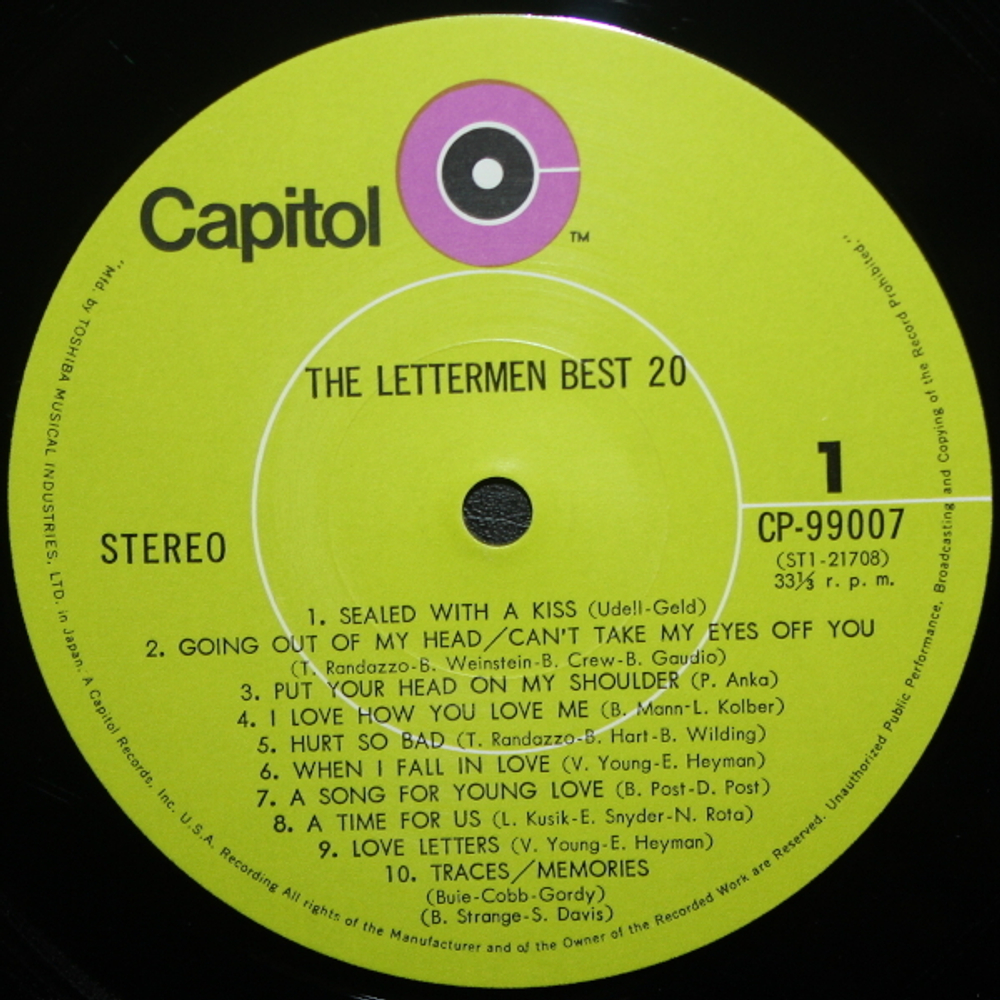 Capitol
TM
THE LETTERMEN BEST 20
1
CP-99007
(ST1-21708)
33⅓ r. p. m.
STEREO
1. SEALED WITH A KISS (Udell-Geld)
2. GOING OUT OF MY HEAD/CAN'T TAKE MY EYES OFF YOU
(T. Randazzo-B. Weinstein-B. Crew-B. Gaudio)
3. PUT YOUR HEAD ON MY SHOULDER (P. Anka)
4. I LOVE HOW YOU LOVE ME (B. Mann-L. Kolber)
5. HURT SO BAD (T. Randazzo-B. Hart-B. Wilding)
6. WHEN I FALL IN LOVE (V. Young-E. Heyman)
7. A SONG FOR YOUNG LOVE (B. Post-D. Post)
8. A TIME FOR US (L. Kusik-E. Snyder-N. Rota)
9. LOVE LETTERS (V. Young-E. Heyman)
10. TRACES/MEMORIES
(Buie-Cobb-Gordy)
(B. Strange-S. Davis)
"Mfd. by TOSHIBA MUSICAL INDUSTRIES, LTD. in Japan. A Capitol Records, Inc. U.S.A. Recording All rights of the Manufacturer and of the Owner of the Recorded Work are Reserved. Unauthorized Public Performance, Broadcasting and Copying of the Record Prohibited."